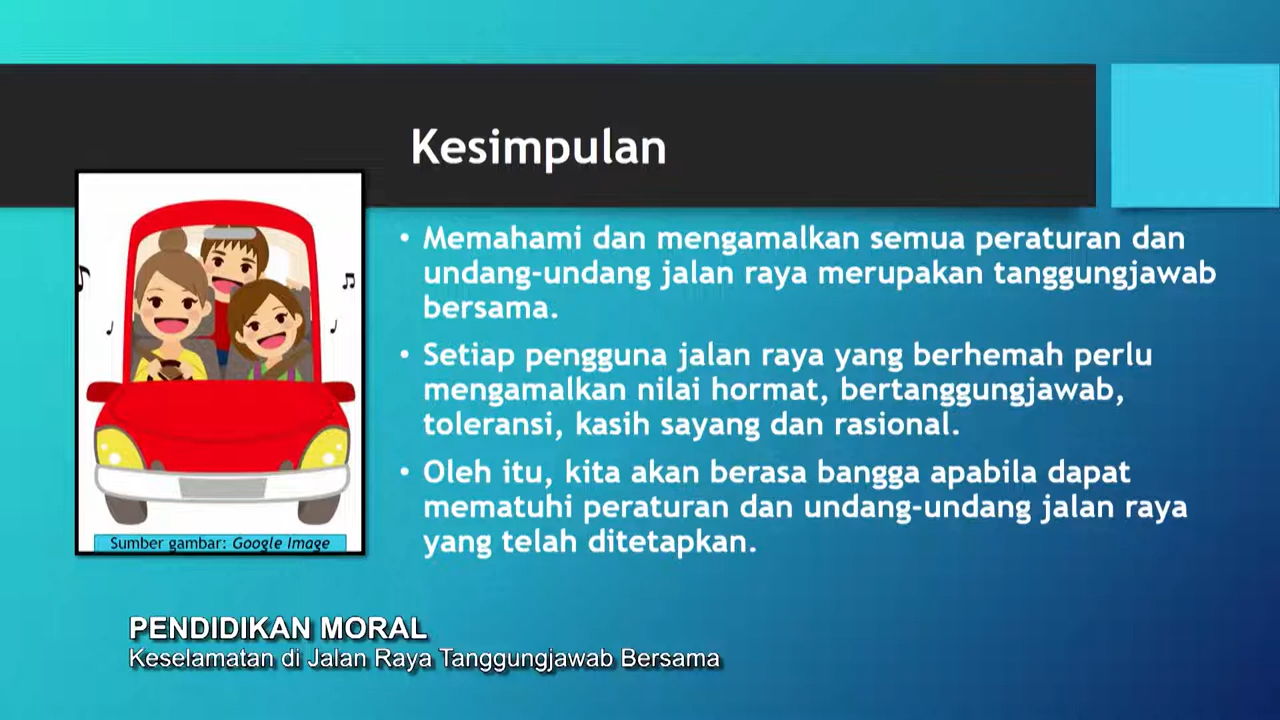 Kesimpulan
• Memahami dan mengamalkan semua peraturan dan
undang-undang jalan raya merupakan tanggungjawab
bersama.
• Setiap pengguna jalan raya yang berhemah perlu
mengamalkan nilai hormat, bertanggungjawab,
toleransi, kasih sayang dan rasional.
• Oleh itu, kita akan berasa bangga apabila dapat
mematuhi peraturan dan undang-undang jalan raya
yang telah ditetapkan.
Sumber gambar: Google Image
PENDIDIKAN MORAL
Keselamatan di Jalan Raya Tanggungjawab Bersama